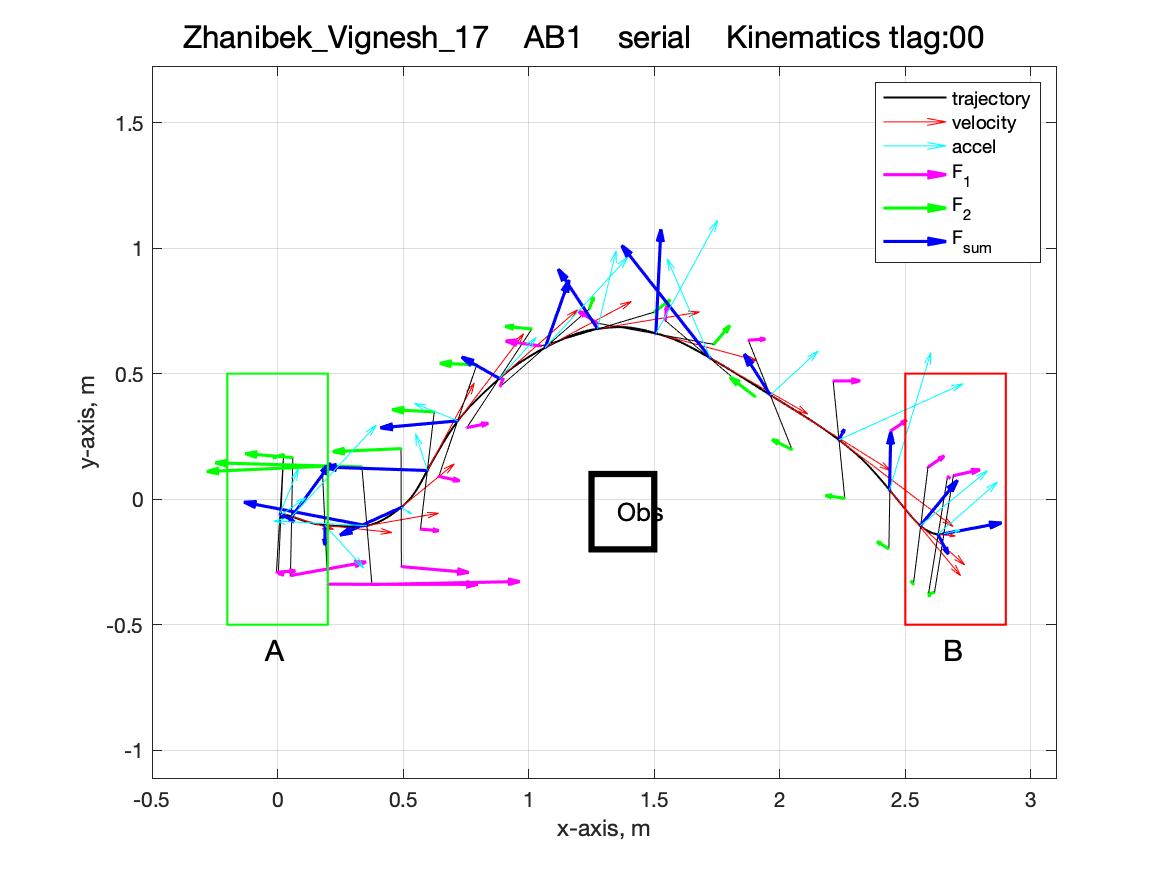 Zhanibek_Vignesh_17 AB1 serial Kinematics tlag:00
trajectory
velocity
accel
F1
F2
Fsum
1.5
1
0.5
0
-0.5
-1
y-axis, m
Obs
A
B
-0.5 0 0.5 1 1.5 2 2.5 3
x-axis, m